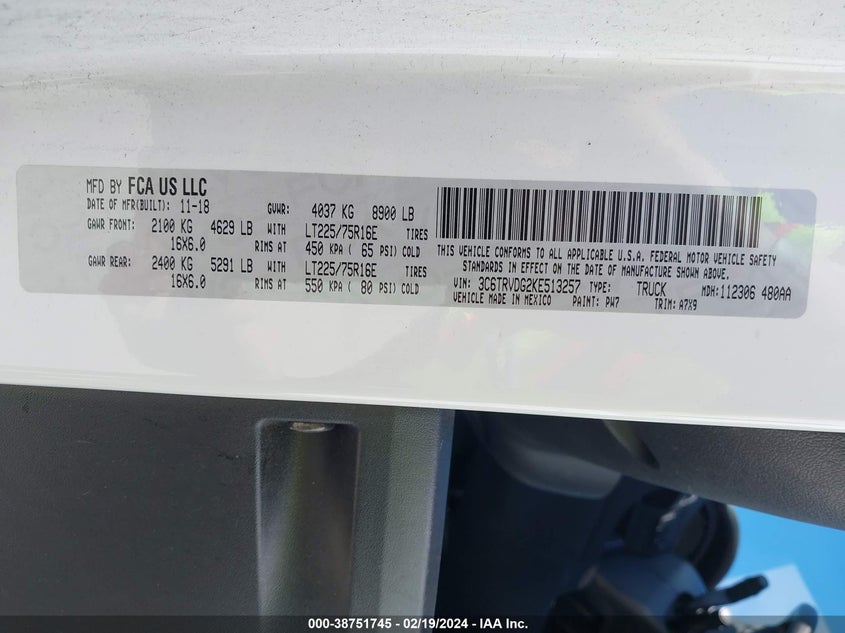 MFD BY FCA US LLC
DATE OF MFR(BUILT): 11-18 GVWR: 4037 KG 8900 LB
GAWR FRONT: 2100 KG 4629 LB WITH LT225/75R16E TIRES
16X6.0 RIMS AT 450 KPA ( 65 PSI) COLD
GAWR REAR: 2400 KG 5291 LB WITH LT225/75R16E TIRES
16X6.0 RIMS AT 550 KPA ( 80 PSI) COLD
THIS VEHICLE CONFORMS TO ALL APPLICABLE U.S.A. FEDERAL MOTOR VEHICLE SAFETY
STANDARDS IN EFFECT ON THE DATE OF MANUFACTURE SHOWN ABOVE.
VIN: 3C6TRVDG2KE513257 TYPE: TRUCK MDH: 112306 480AA
VEHICLE MADE IN MEXICO PAINT: PW7 TRIM: A7X9
000-38751745 - 02/19/2024 - IAA Inc.